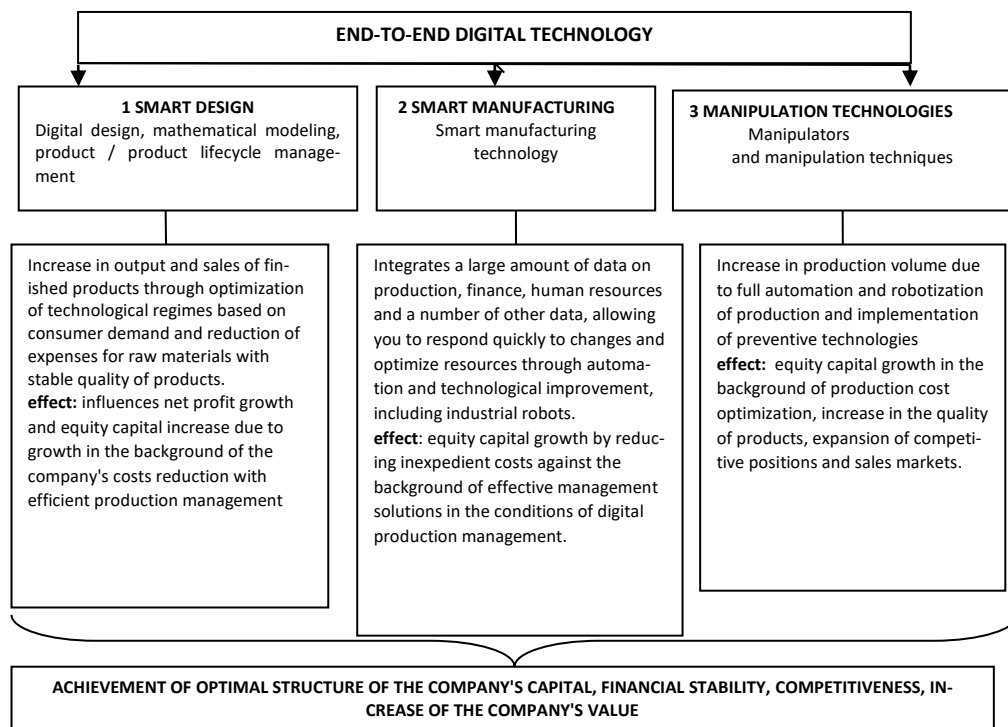 END-TO-END DIGITAL TECHNOLOGY
1 SMART DESIGN
Digital design, mathematical modeling,
product / product lifecycle manage-
ment
2 SMART MANUFACTURING
Smart manufacturing
technology
3 MANIPULATION TECHNOLOGIES
Manipulators
and manipulation techniques
Increase in output and sales of fin-
ished products through optimization
of technological regimes based on
consumer demand and reduction of
expenses for raw materials with
stable quality of products.
effect: influences net profit growth
and equity capital increase due to
growth in the background of the
company's costs reduction with
efficient production management
Integrates a large amount of data on
production, finance, human resources
and a number of other data, allowing
you to respond quickly to changes and
optimize resources through automa-
tion and technological improvement,
including industrial robots.
effect: equity capital growth by reduc-
ing inexpedient costs against the
background of effective management
solutions in the conditions of digital
production management.
Increase in production volume due
to full automation and robotization
of production and implementation
of preventive technologies
effect: equity capital growth in the
background of production cost
optimization, increase in the quality
of products, expansion of competi-
tive positions and sales markets.
ACHIEVEMENT OF OPTIMAL STRUCTURE OF THE COMPANY'S CAPITAL, FINANCIAL STABILITY, COMPETITIVENESS, IN-
CREASE OF THE COMPANY'S VALUE